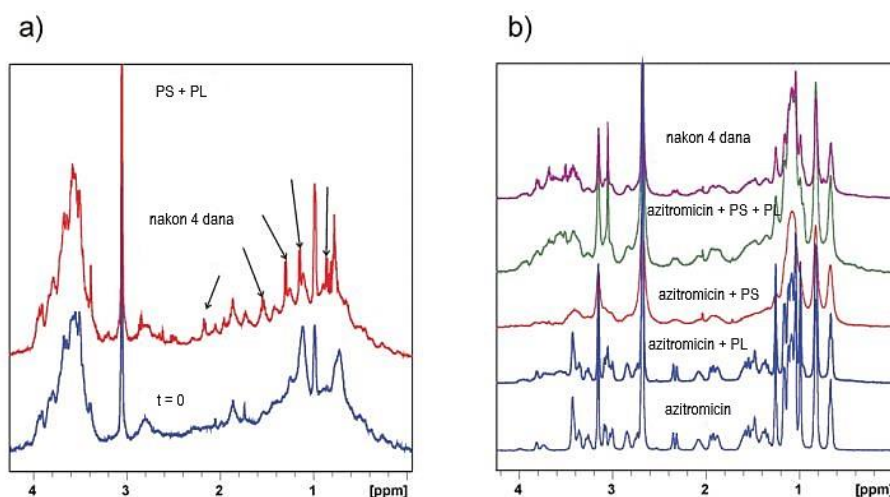 a)
PS + PL
nakon 4 dana
t = 0
4 3 2 1 [ppm]
b)
nakon 4 dana
azitromicin + PS + PL
azitromicin + PS
azitromicin + PL
azitromicin
4 3 2 1 [ppm]